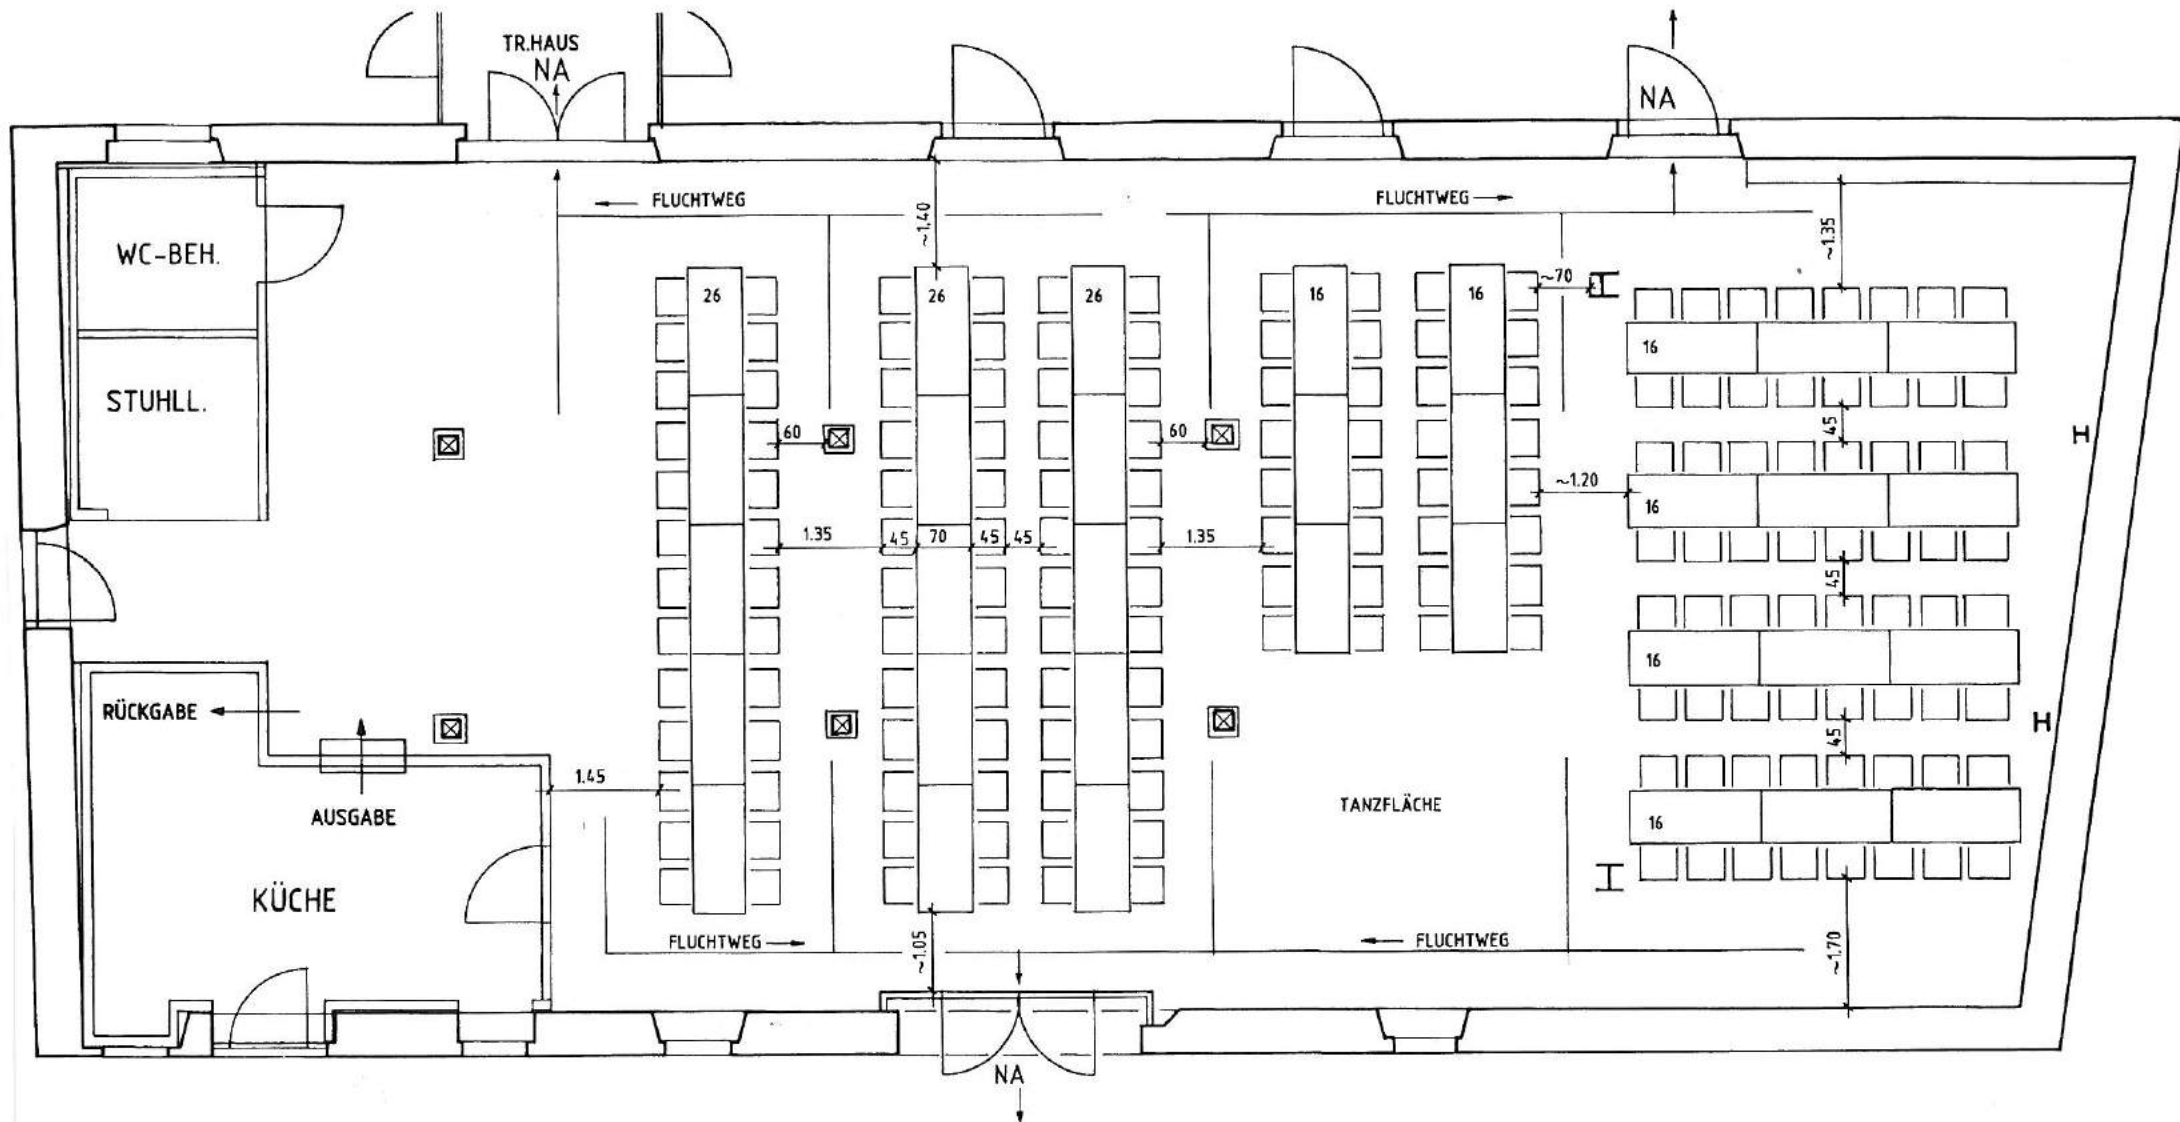 TR.HAUS
NA
NA
FLUCHTWEG
FLUCHTWEG
~1.40
~1.35
WC-BEH.
26
26
26
16
16
~70
16
STUHLL.
60
60
45
~1.20
16
1.35
45
70
45
45
1.35
45
16
RÜCKGABE
45
1.45
AUSGABE
TANZFLÄCHE
16
KÜCHE
FLUCHTWEG
~1.05
FLUCHTWEG
~1.70
NA